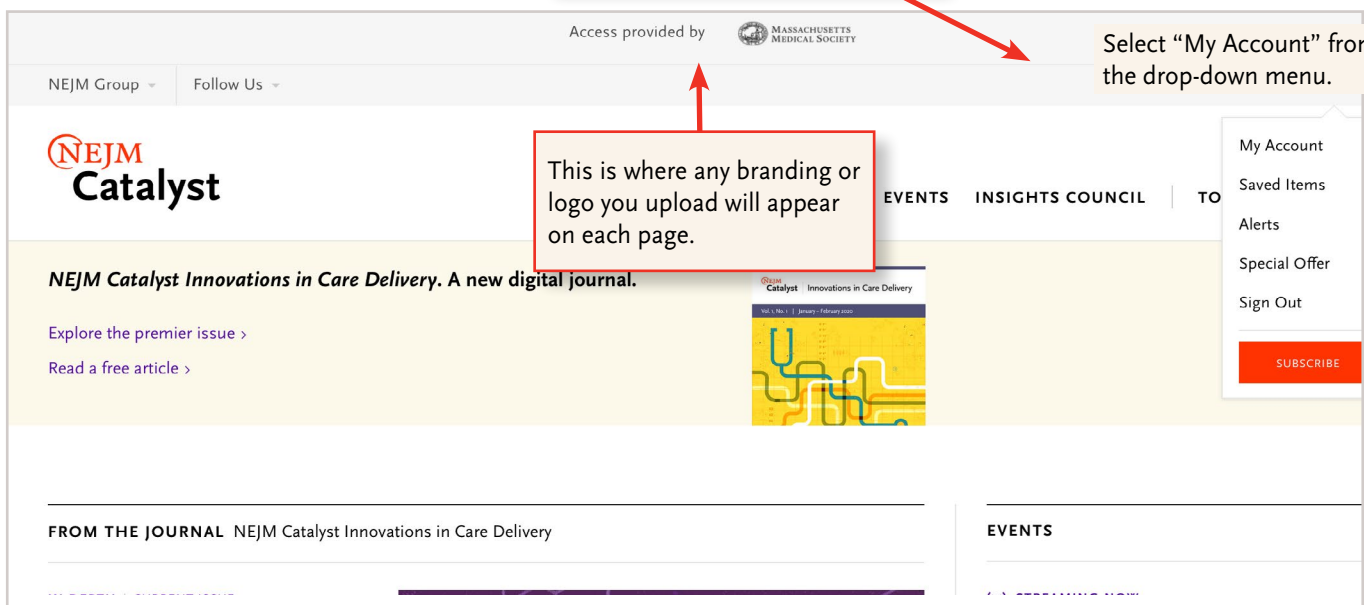 Access provided by
MASSACHUSETTS
MEDICAL SOCIETY
Select “My Account” from
the drop-down menu.
NEJM Group
Follow Us
NEJM
Catalyst
This is where any branding or
logo you upload will appear
on each page.
EVENTS INSIGHTS COUNCIL TO
My Account
Saved Items
Alerts
Special Offer
Sign Out
SUBSCRIBE
NEJM Catalyst Innovations in Care Delivery. A new digital journal.
Explore the premier issue >
Read a free article >
NEJM
Catalyst Innovations in Care Delivery
Vol. 1, No. 1 | January – February 2020
FROM THE JOURNAL NEJM Catalyst Innovations in Care Delivery
EVENTS